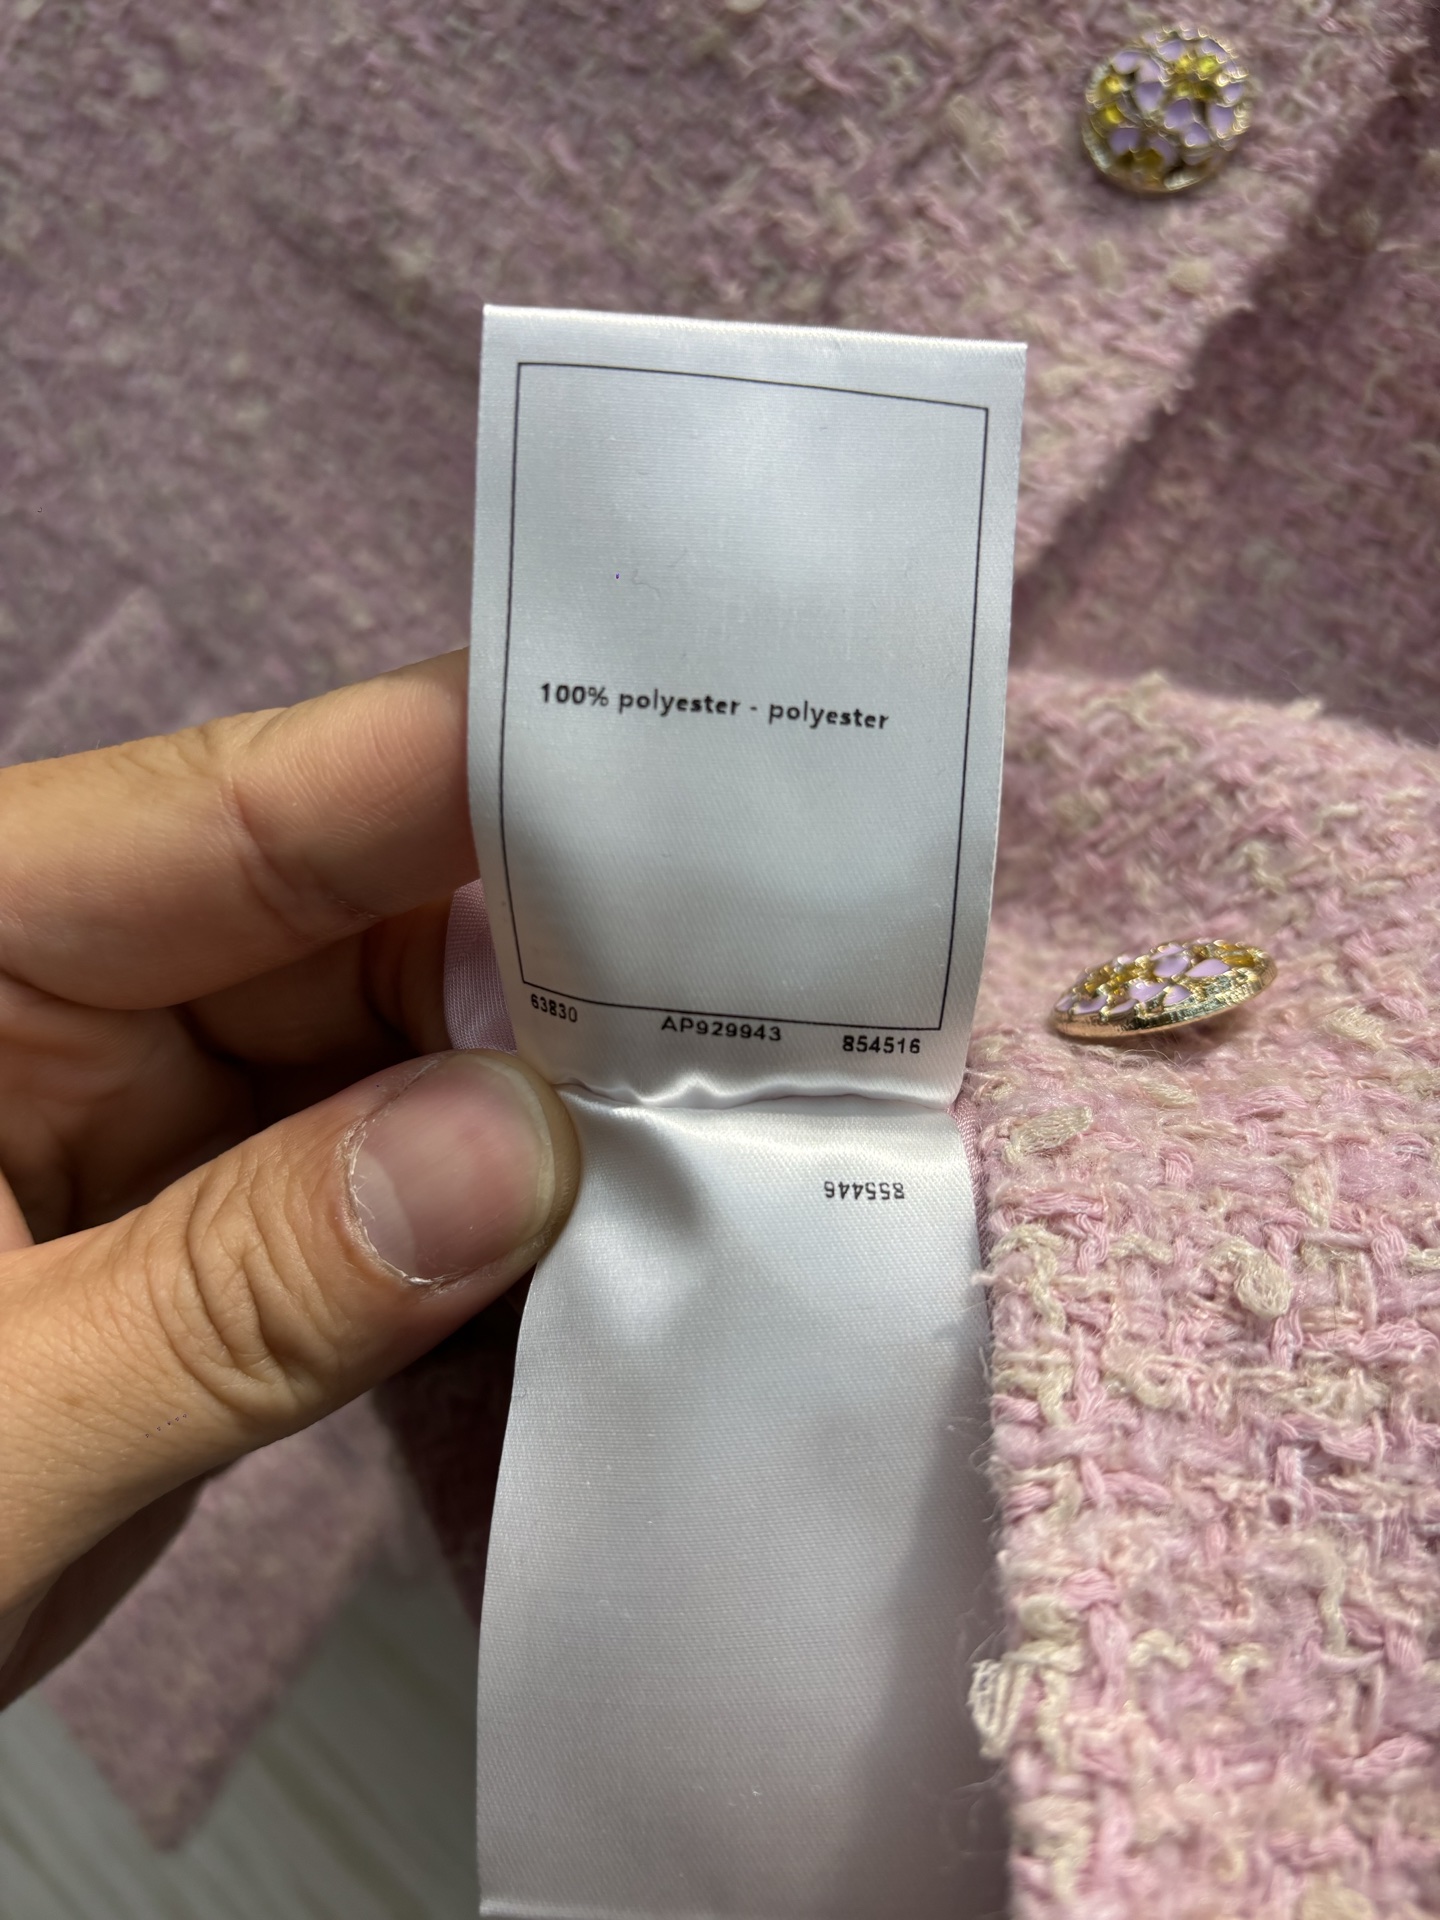 100% polyester - polyester
63830 AP929943 854516
855446